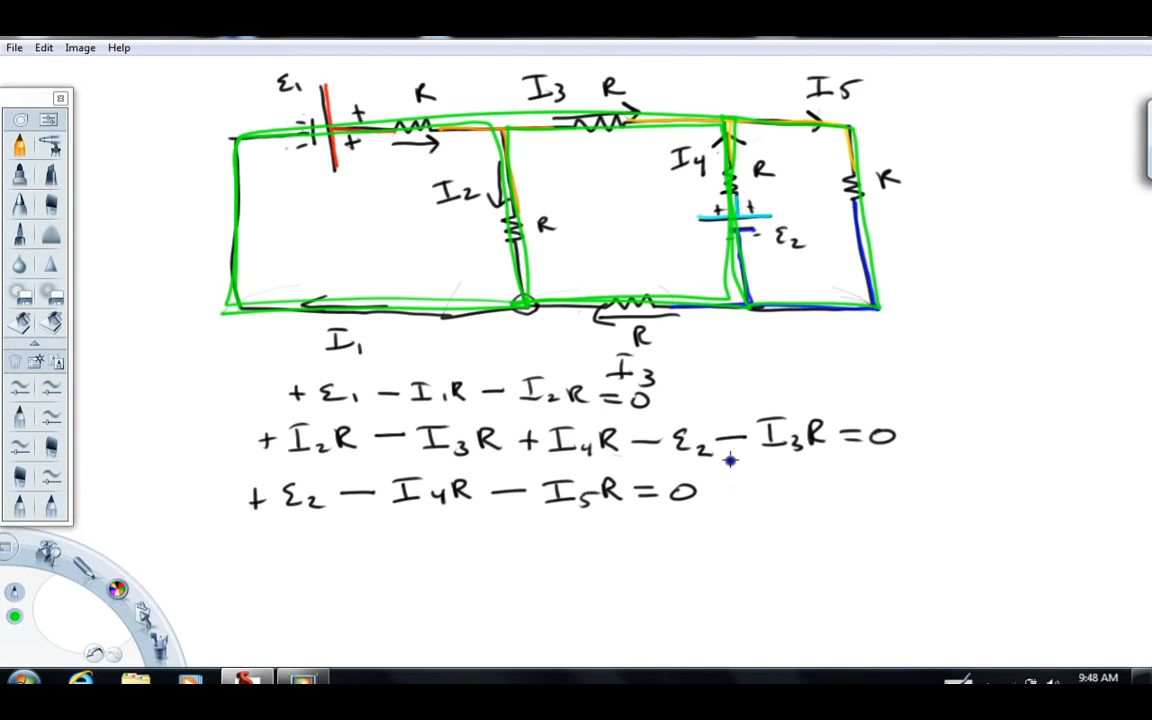 File Edit Image Help
ε₁ R I₃ R I5
I₂ R I₄ R R
+ + + +
ε₂
I₁ R
I₃
+ ε₁ − I₁R − I₂R = 0
+ I₂R − I₃R + I₄R − ε₂ − I₃R = 0
+ ε₂ − I₄R − I₅R = 0
9:48 AM